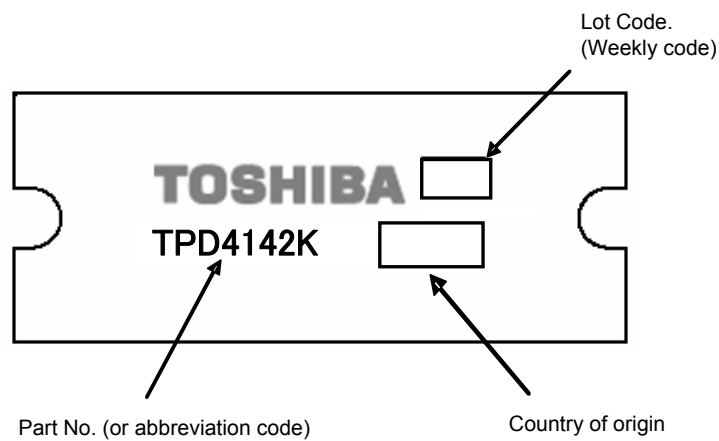 Lot Code.
(Weekly code)
TOSHIBA
TPD4142K
Part No. (or abbreviation code)
Country of origin